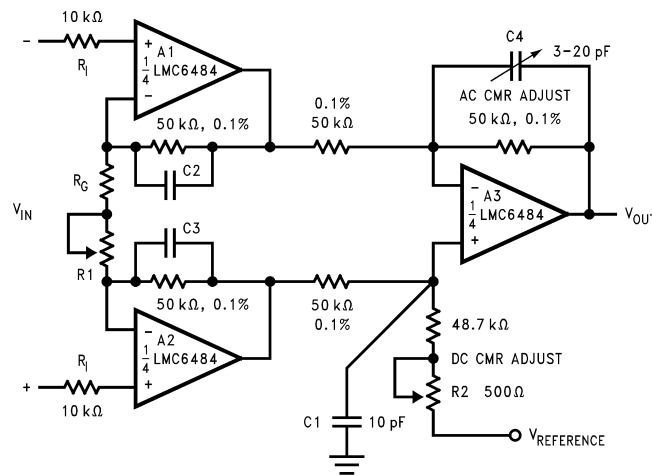 10 kΩ
R_I
–
+
–
A1
1/4 LMC6484
50 kΩ, 0.1%
C2
0.1%
50 kΩ
C4
3–20 pF
AC CMR ADJUST
50 kΩ, 0.1%
R_G
V_IN
R1
C3
50 kΩ, 0.1%
–
A3
1/4 LMC6484
+
V_OUT
50 kΩ
0.1%
–
A2
1/4 LMC6484
+
R_I
+
10 kΩ
48.7 kΩ
DC CMR ADJUST
R2 500Ω
C1
10 pF
V_REFERENCE